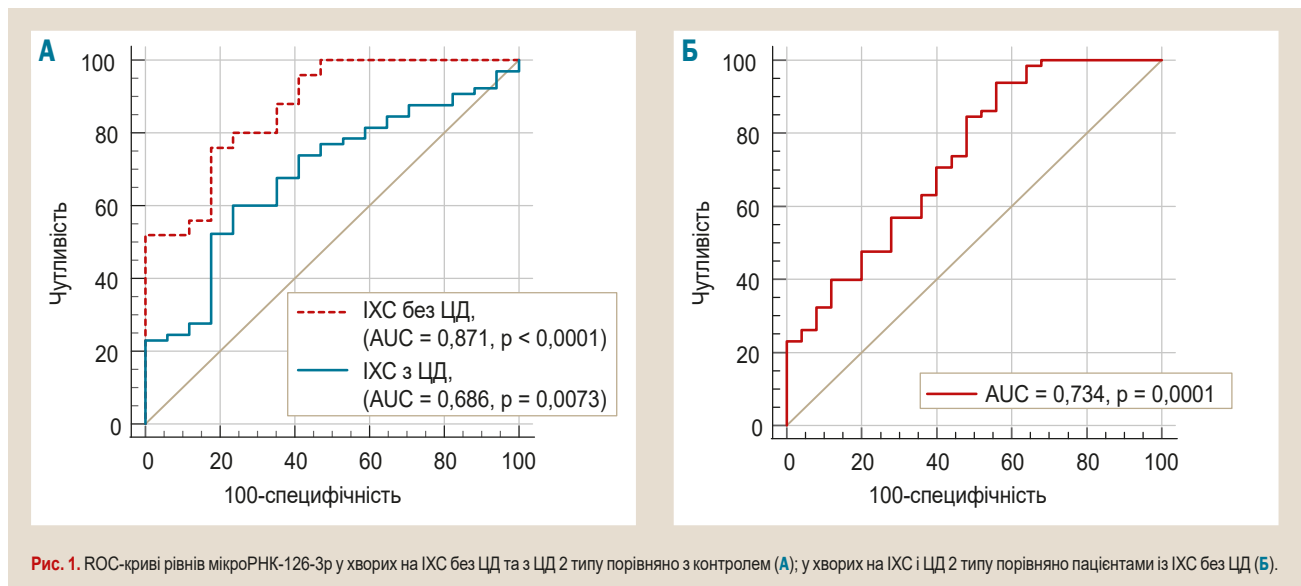 А
100
80
60
40
20
0
Чутливість
ІХС без ЦД,
(AUC = 0,871, p < 0,0001)
ІХС з ЦД,
(AUC = 0,686, p = 0,0073)
0 20 40 60 80 100
100-специфічність
Б
100
80
60
40
20
0
Чутливість
AUC = 0,734, p = 0,0001
0 20 40 60 80 100
100-специфічність
Рис. 1. ROC-криві рівнів мікроРНК-126-3p у хворих на ІХС без ЦД та з ЦД 2 типу порівняно з контролем (А); у хворих на ІХС і ЦД 2 типу порівняно пацієнтами із ІХС без ЦД (Б).